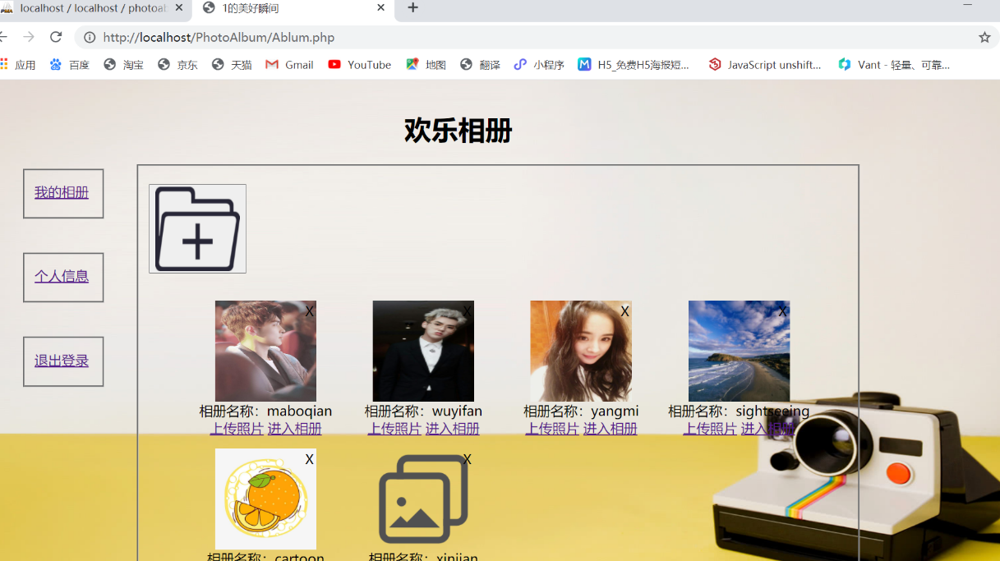 localhost / localhost / photoab
1的美好瞬间
http://localhost/PhotoAlbum/Ablum.php
应用 百度 淘宝 京东 天猫 Gmail YouTube 地图 翻译 小程序 H5_免费H5海报短... JavaScript unshift... Vant - 轻量、可靠...
欢乐相册
我的相册
个人信息
退出登录
X X X X
相册名称：maboqian 相册名称：wuyifan 相册名称：yangmi 相册名称：sightseeing
上传照片 进入相册 上传照片 进入相册 上传照片 进入相册 上传照片 进入相册
X X
相册名称：cartoon 相册名称：xinjian